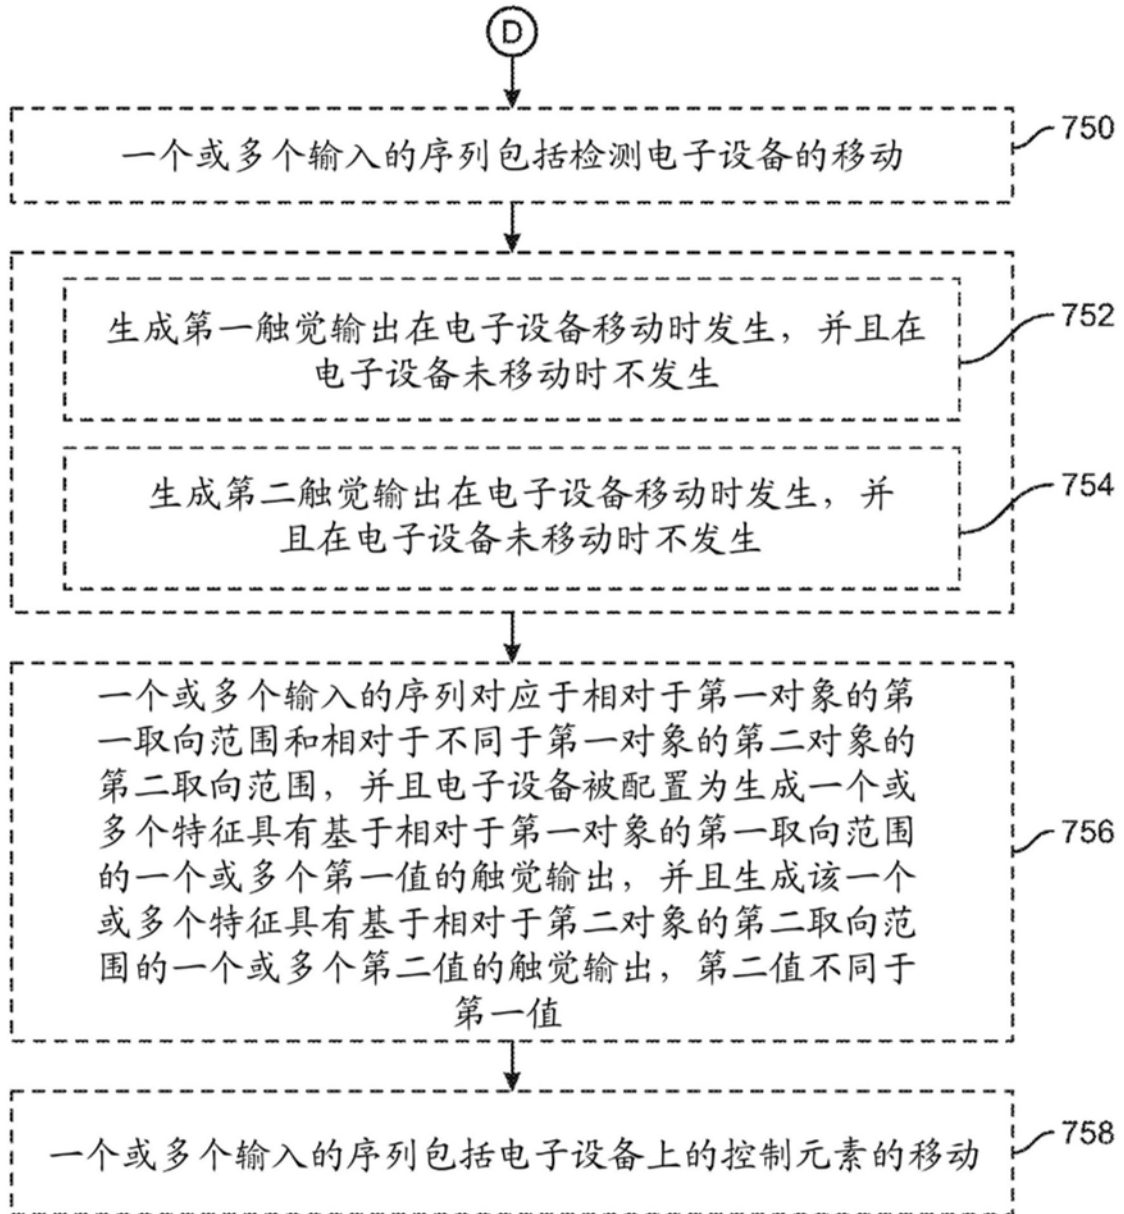 D
一个或多个输入的序列包括检测电子设备的移动
750
生成第一触觉输出在电子设备移动时发生，并且在
电子设备未移动时不发生
752
生成第二触觉输出在电子设备移动时发生，并
且在电子设备未移动时不发生
754
一个或多个输入的序列对应于相对于第一对象的第
一取向范围和相对于不同于第一对象的第二对象的
第二取向范围，并且电子设备被配置为生成一个或
多个特征具有基于相对于第一对象的第一取向范围
的一个或多个第一值的触觉输出，并且生成该一个
或多个特征具有基于相对于第二对象的第二取向范
围的一个或多个第二值的触觉输出，第二值不同于
第一值
756
一个或多个输入的序列包括电子设备上的控制元素的移动
758